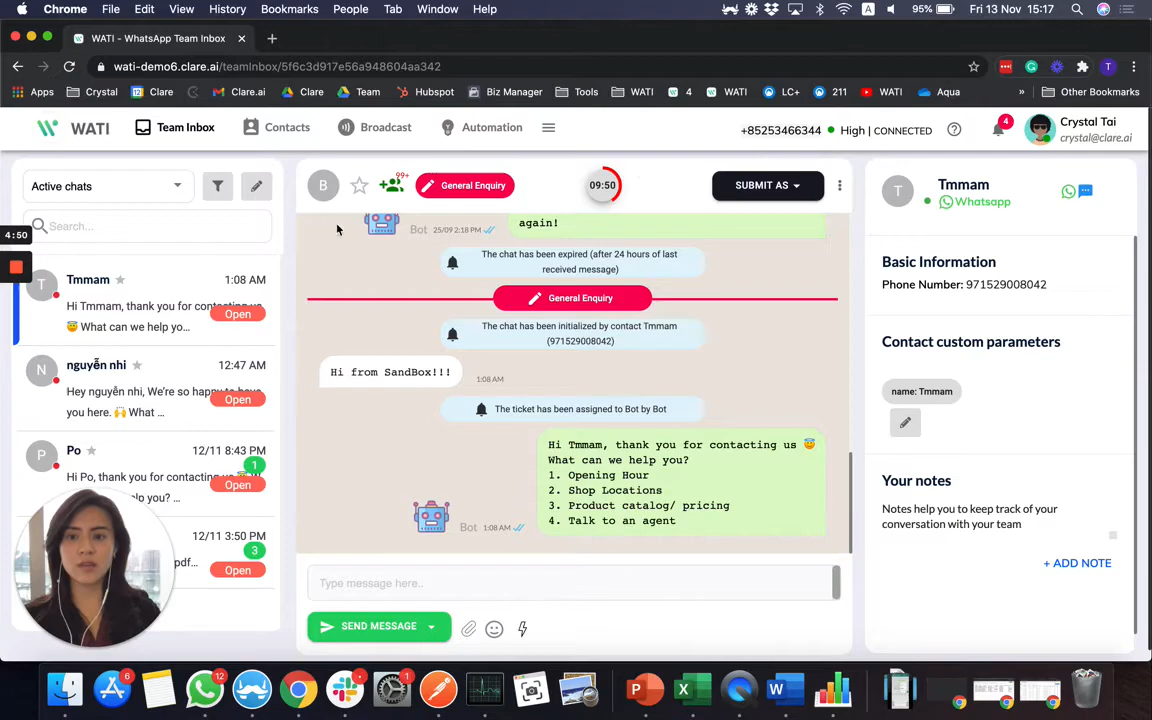 Chrome File Edit View History Bookmarks People Tab Window Help
A 95% Fri 13 Nov 15:17
WATI - WhatsApp Team Inbox
wati-demo6.clare.ai/teamInbox/5f6c3d917e56a948604aa342
T
Apps Crystal Clare Clare.ai Clare Team Hubspot Biz Manager Tools WATI 4 WATI LC+ 211 WATI Aqua » Other Bookmarks
WATI Team Inbox Contacts Broadcast Automation
+85253466344 High | CONNECTED
4
Crystal Tai
crystal@clare.ai
Active chats
Search...
4:50
T
Tmmam 1:08 AM
Hi Tmmam, thank you for contacting us
What can we help yo...
Open
N
nguyễn nhi 12:47 AM
Hey nguyễn nhi, We're so happy to have
you here. What ...
Open
P
Po 12/11 8:43 PM
1
Hi Po, thank you for contacting
help you? ...
Open
12/11 3:50 PM
3
pdf...
Open
B
99+
General Enquiry
09:50
SUBMIT AS
again!
Bot 25/09 2:18 PM
The chat has been expired (after 24 hours of last
received message)
General Enquiry
The chat has been initialized by contact Tmmam
(971529008042)
Hi from SandBox!!!
1:08 AM
The ticket has been assigned to Bot by Bot
Hi Tmmam, thank you for contacting us
What can we help you?
1. Opening Hour
2. Shop Locations
3. Product catalog/ pricing
4. Talk to an agent
Bot 1:08 AM
Type message here..
SEND MESSAGE
T
Tmmam
Whatsapp
Basic Information
Phone Number: 971529008042
Contact custom parameters
name: Tmmam
Your notes
Notes help you to keep track of your
conversation with your team
+ ADD NOTE
6
12
1